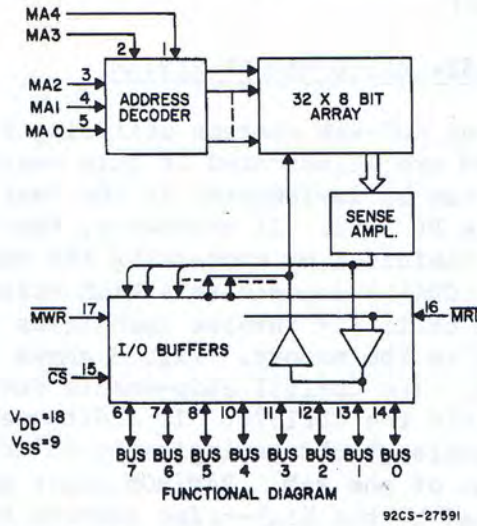 MA4
MA3
2
1
MA2 3
MA1 4
MA0 5
ADDRESS
DECODER
32 X 8 BIT
ARRAY
SENSE
AMPL.
MWR 17
16 MRD
I/O BUFFERS
CS 15
VDD=18
VSS=9
6 7 8 10 11 12 13 14
BUS BUS BUS BUS BUS BUS BUS BUS
7 6 5 4 3 2 1 0
FUNCTIONAL DIAGRAM
92CS-27591